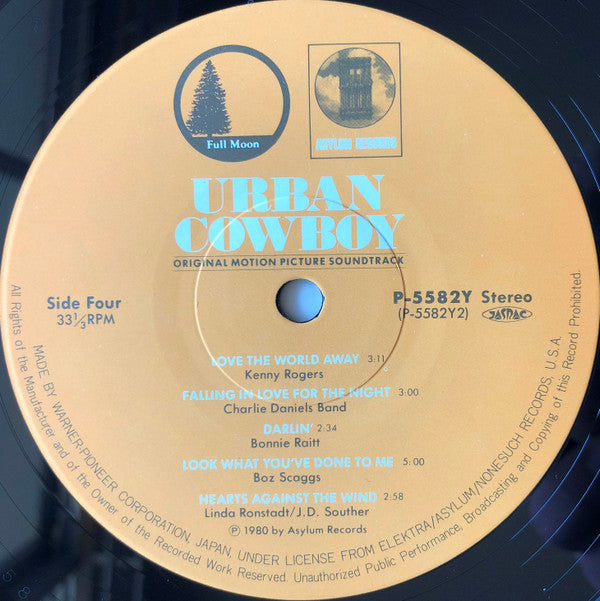 Full Moon
ASYLUM RECORDS
URBAN
COWBOY
ORIGINAL MOTION PICTURE SOUNDTRACK
Side Four
33 1/3 RPM
P-5582Y Stereo
(P-5582Y2)
JASRAC
LOVE THE WORLD AWAY 3:11
Kenny Rogers
FALLING IN LOVE FOR THE NIGHT 3:00
Charlie Daniels Band
DARLIN' 2:34
Bonnie Raitt
LOOK WHAT YOU'VE DONE TO ME 5:00
Boz Scaggs
HEARTS AGAINST THE WIND 2:58
Linda Ronstadt/J.D. Souther
Ⓟ 1980 by Asylum Records
MADE BY WARNER-PIONEER CORPORATION, JAPAN, UNDER LICENSE FROM ELEKTRA/ASYLUM/NONESUCH RECORDS, U.S.A.
All Rights of the Manufacturer and of the Owner of the Recorded Work Reserved. Unauthorized Public Performance, Broadcasting and Copying of this Record Prohibited.